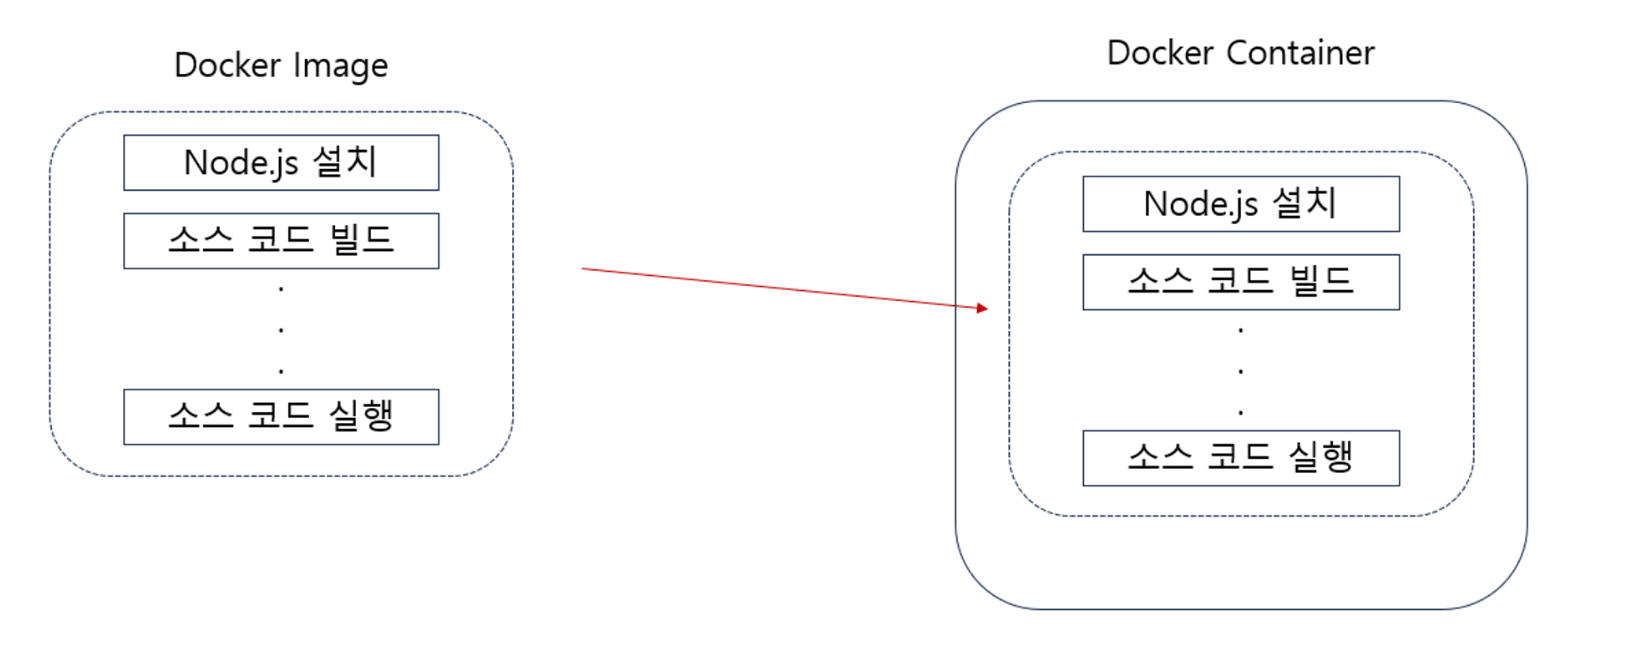 Docker Image
Node.js 설치
소스 코드 빌드
.
.
.
소스 코드 실행
Docker Container
Node.js 설치
소스 코드 빌드
.
.
.
소스 코드 실행